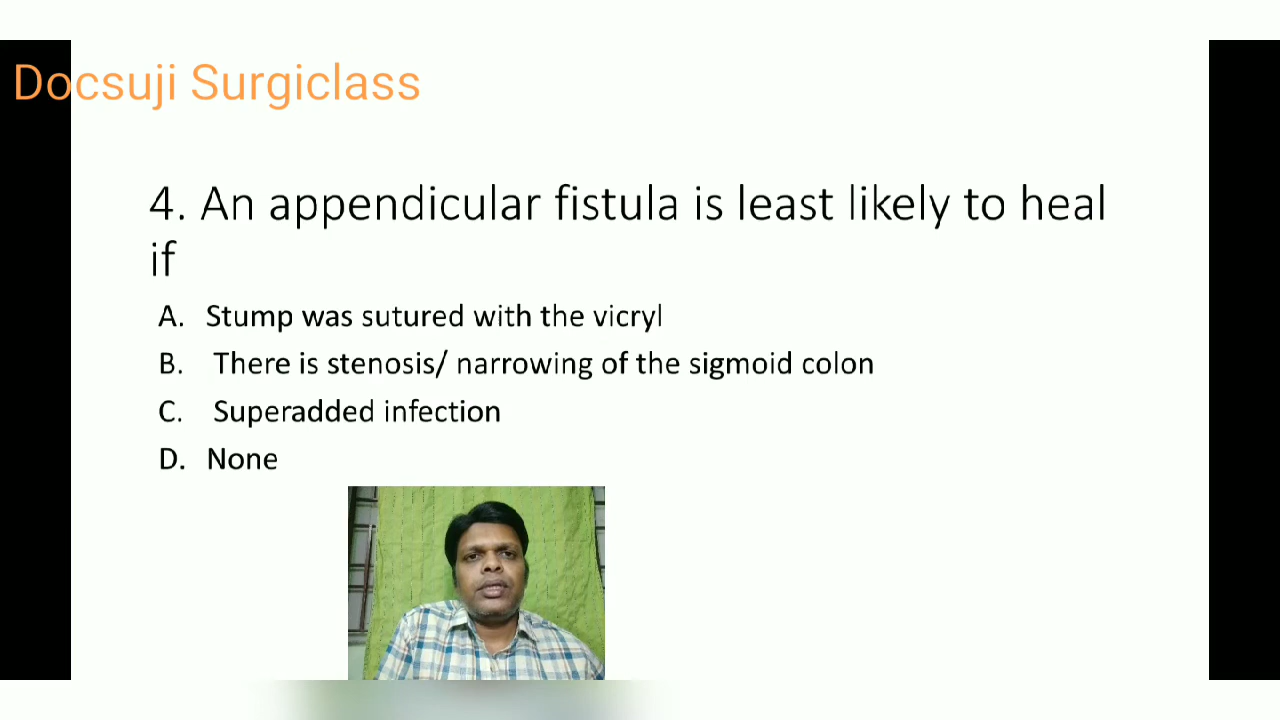 Docsuji Surgiclass
4. An appendicular fistula is least likely to heal
if
A. Stump was sutured with the vicryl
B. There is stenosis/ narrowing of the sigmoid colon
C. Superadded infection
D. None